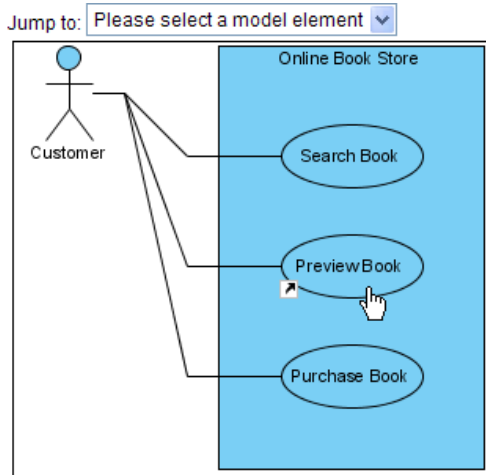 Jump to: Please select a model element
Online Book Store
Customer
Search Book
Preview Book
Purchase Book